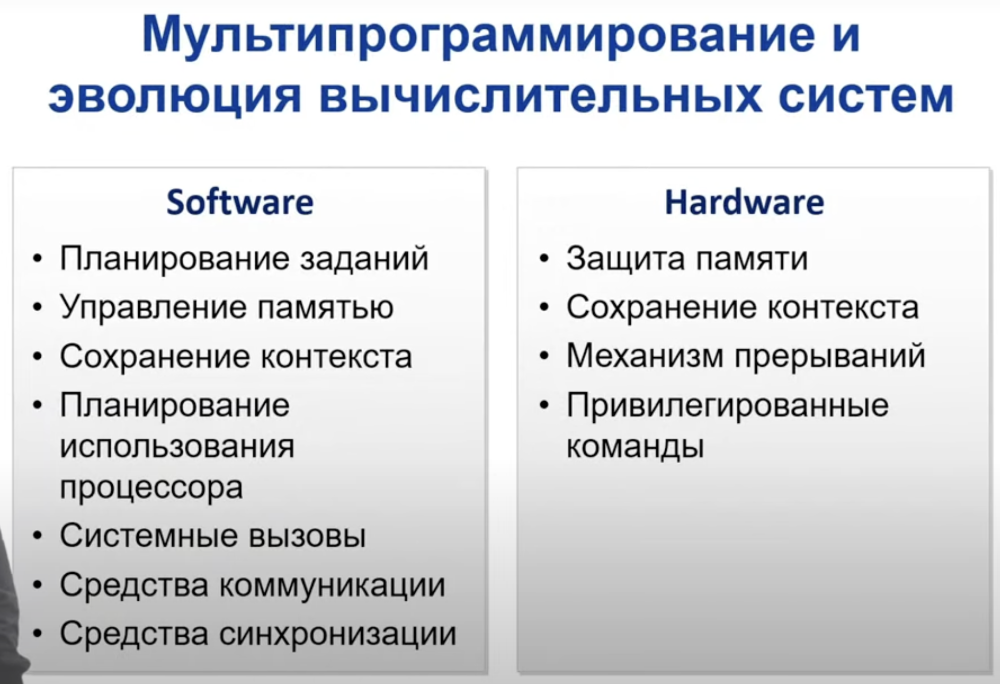 Мультипрограммирование и
эволюция вычислительных систем
Software
• Планирование заданий
• Управление памятью
• Сохранение контекста
• Планирование
использования
процессора
• Системные вызовы
• Средства коммуникации
• Средства синхронизации
Hardware
• Защита памяти
• Сохранение контекста
• Механизм прерываний
• Привилегированные
команды